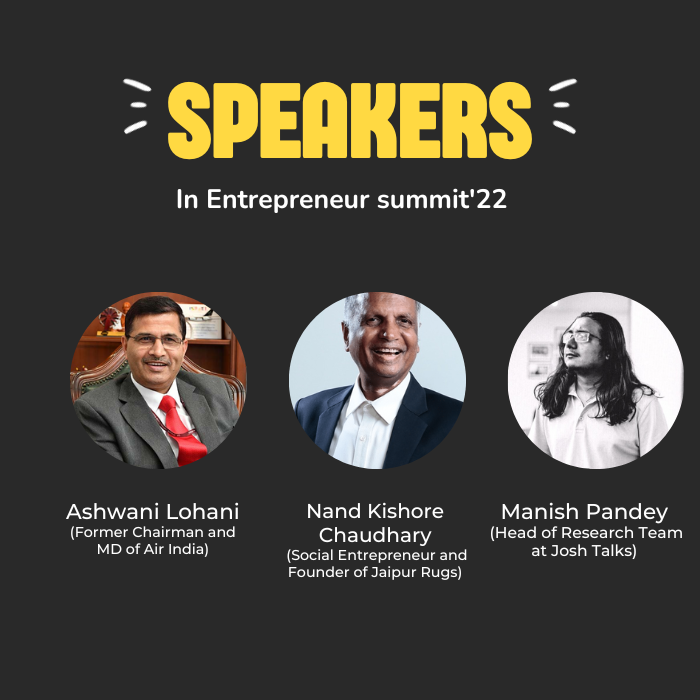 SPEAKERS
In Entrepreneur summit'22
Ashwani Lohani
(Former Chairman and
MD of Air India)
Nand Kishore
Chaudhary
(Social Entrepreneur and
Founder of Jaipur Rugs)
Manish Pandey
(Head of Research Team
at Josh Talks)